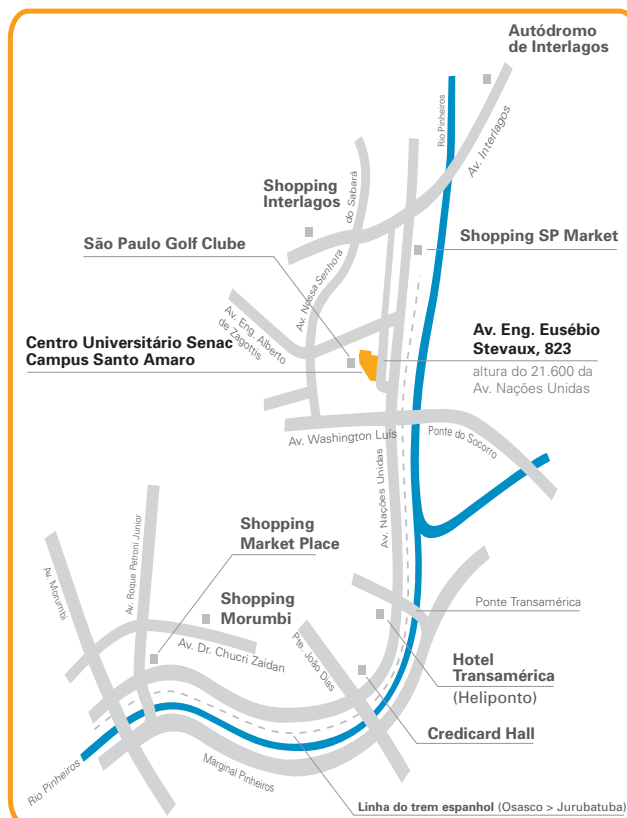 Autódromo
de Interlagos
Rio Pinheiros
Av. Interlagos
Shopping
Interlagos
do Sabará
São Paulo Golf Clube
Shopping SP Market
Av. Nossa Senhora
Av. Eng. Alberto
de Zagottis
Centro Universitário Senac
Campus Santo Amaro
Av. Eng. Eusébio
Stevaux, 823
altura do 21.600 da
Av. Nações Unidas
Av. Washington Luís
Ponte do Socorro
Av. Nações Unidas
Shopping
Market Place
Av. Roque Petroni Junior
Av. Morumbi
Shopping
Morumbi
Av. Dr. Chucri Zaidan
Pte. João Dias
Ponte Transamérica
Hotel
Transamérica
(Heliponto)
Credicard Hall
Rio Pinheiros
Marginal Pinheiros
Linha do trem espanhol (Osasco > Jurubatuba)